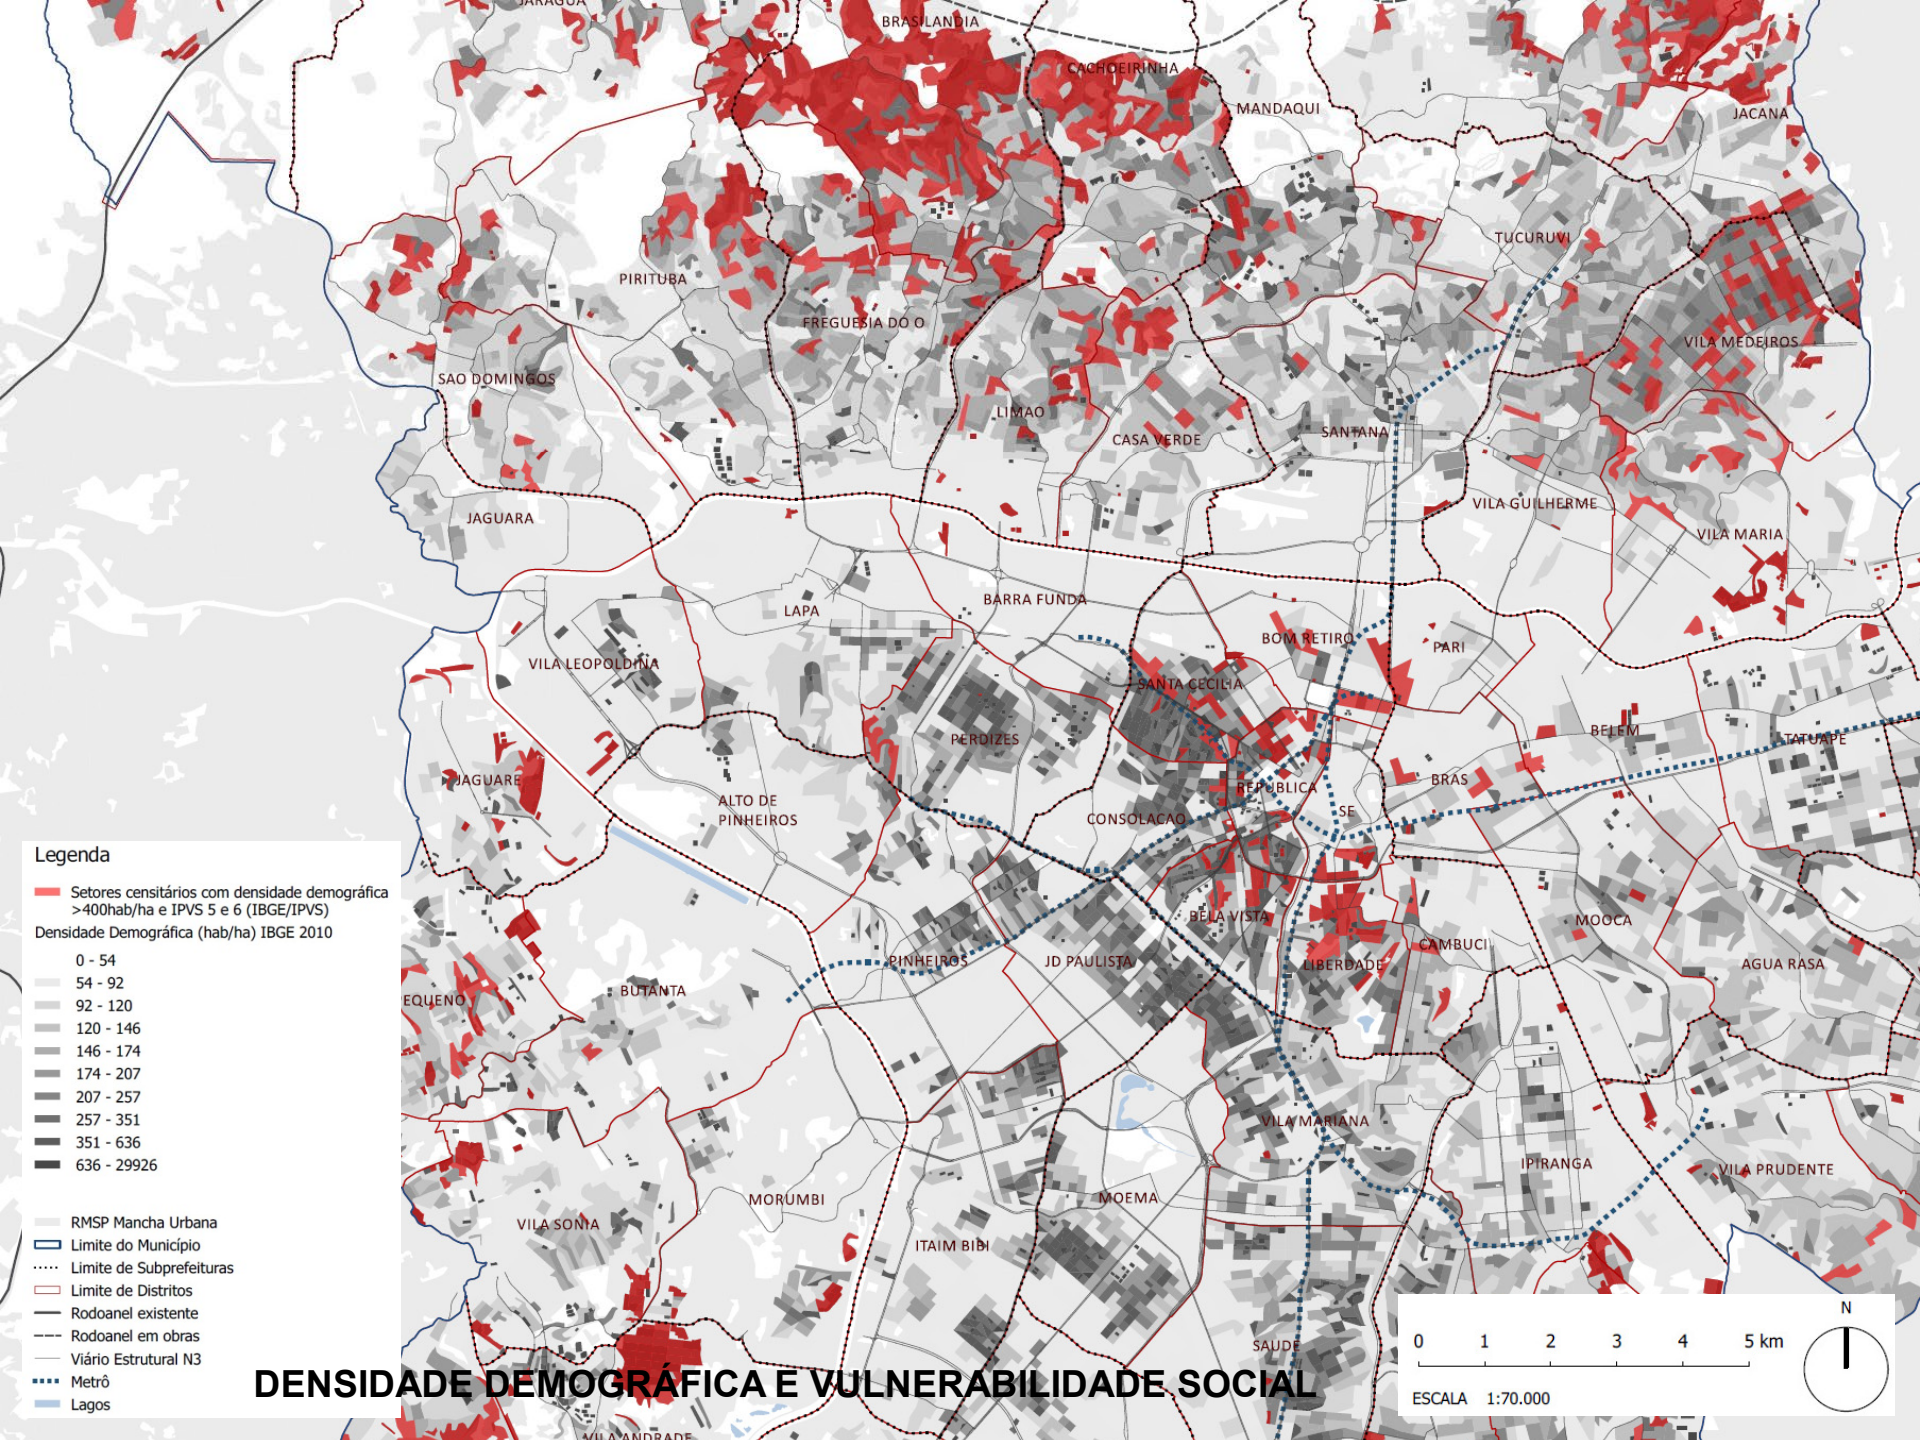 JARAGUA
BRASILANDIA
CACHOEIRINHA
MANDAQUI
JACANA
TUCURUVI
PIRITUBA
FREGUESIA DO O
VILA MEDEIROS
SAO DOMINGOS
LIMAO
CASA VERDE
SANTANA
JAGUARA
VILA GUILHERME
VILA MARIA
LAPA
BARRA FUNDA
BOM RETIRO
PARI
VILA LEOPOLDINA
SANTA CECILIA
PERDIZES
BELEM
TATUAPE
JAGUARE
BRAS
REPUBLICA
ALTO DE
PINHEIROS
CONSOLACAO
SE
BELA VISTA
MOOCA
CAMBUCI
PINHEIROS
JD PAULISTA
LIBERDADE
AGUA RASA
BUTANTA
EQUENO
VILA MARIANA
IPIRANGA
VILA PRUDENTE
MORUMBI
MOEMA
VILA SONIA
ITAIM BIBI
SAUDE
VILA ANDRADE
Legenda
Setores censitários com densidade demográfica
>400hab/ha e IPVS 5 e 6 (IBGE/IPVS)
Densidade Demográfica (hab/ha) IBGE 2010
0 - 54
54 - 92
92 - 120
120 - 146
146 - 174
174 - 207
207 - 257
257 - 351
351 - 636
636 - 29926
RMSP Mancha Urbana
Limite do Município
Limite de Subprefeituras
Limite de Distritos
Rodoanel existente
Rodoanel em obras
Viário Estrutural N3
Metrô
Lagos
DENSIDADE DEMOGRÁFICA E VULNERABILIDADE SOCIAL
0 1 2 3 4 5 km
ESCALA 1:70.000
N